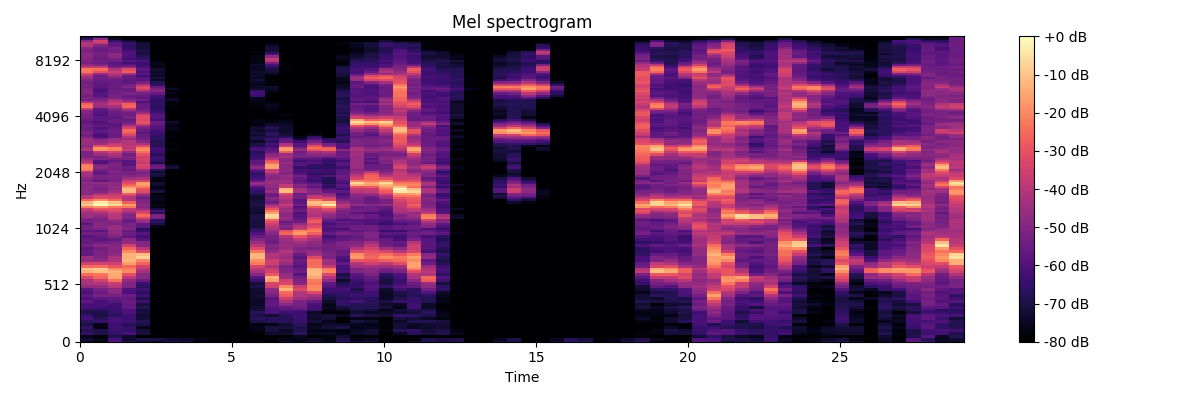 Mel spectrogram
8192
4096
2048
1024
512
0
Hz
0 5 10 15 20 25
Time
+0 dB
-10 dB
-20 dB
-30 dB
-40 dB
-50 dB
-60 dB
-70 dB
-80 dB